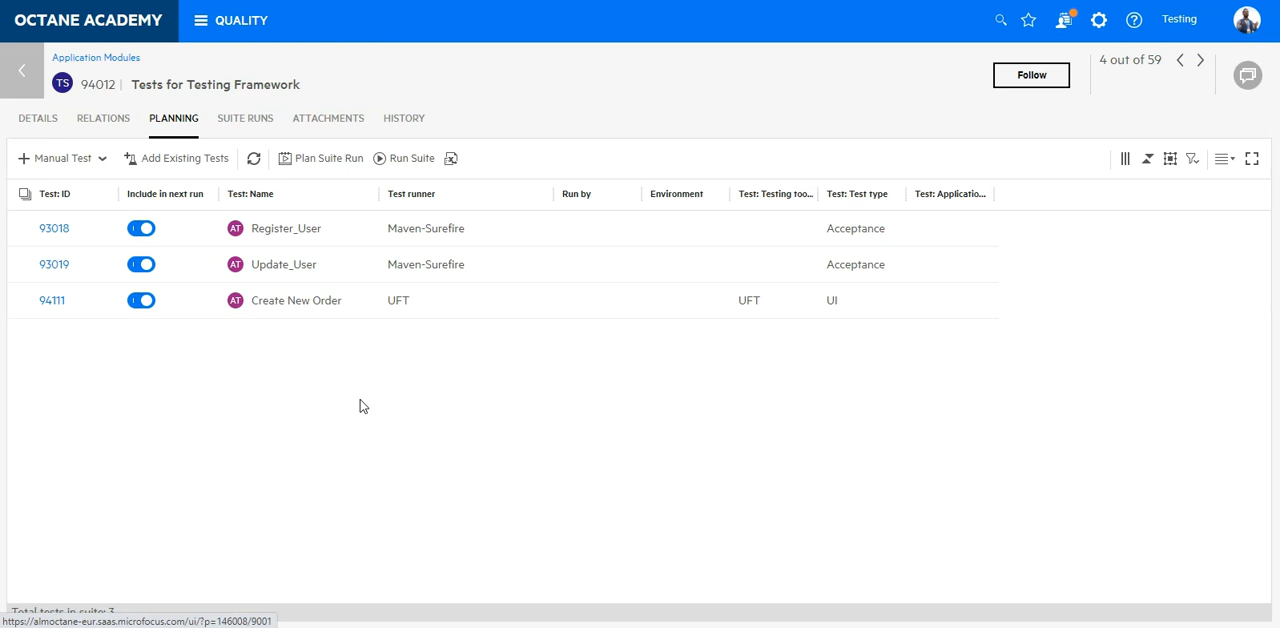 OCTANE ACADEMY
QUALITY
Testing
Application Modules
TS 94012 | Tests for Testing Framework
Follow
4 out of 59
DETAILS RELATIONS PLANNING SUITE RUNS ATTACHMENTS HISTORY
Manual Test Add Existing Tests Plan Suite Run Run Suite
Test: ID Include in next run Test: Name Test runner Run by Environment Test: Testing too... Test: Test type Test: Applicatio...
93018 AT Register_User Maven-Surefire Acceptance
93019 AT Update_User Maven-Surefire Acceptance
94111 AT Create New Order UFT UFT UI
Total tests in suite: 3
https://almoctane-eur.saas.microfocus.com/ui/?p=146008/9001